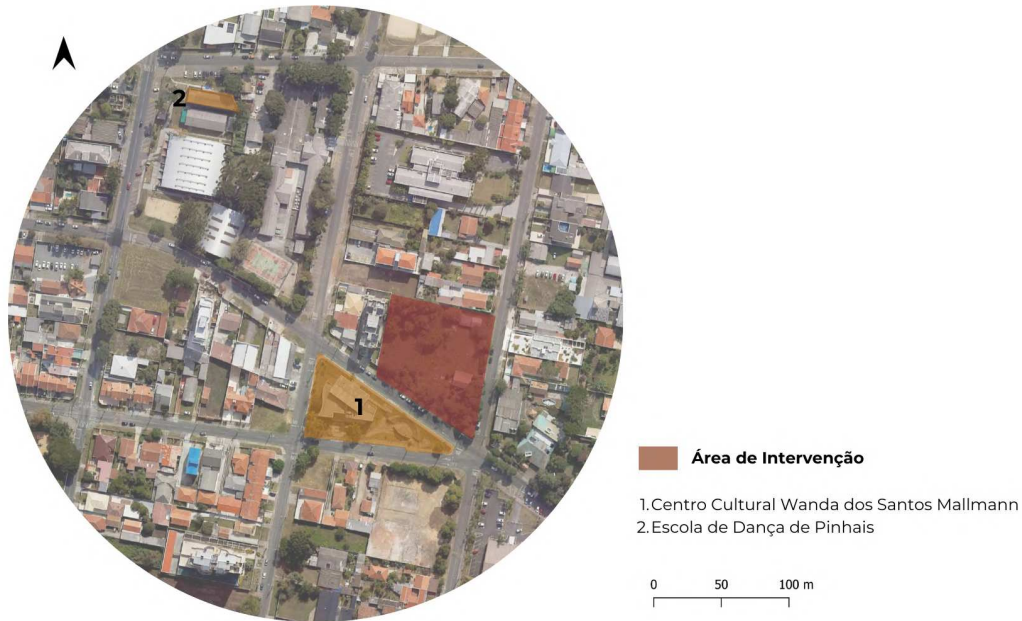 2
1
Área de Intervenção
1.Centro Cultural Wanda dos Santos Mallmann
2.Escola de Dança de Pinhais
0 50 100 m